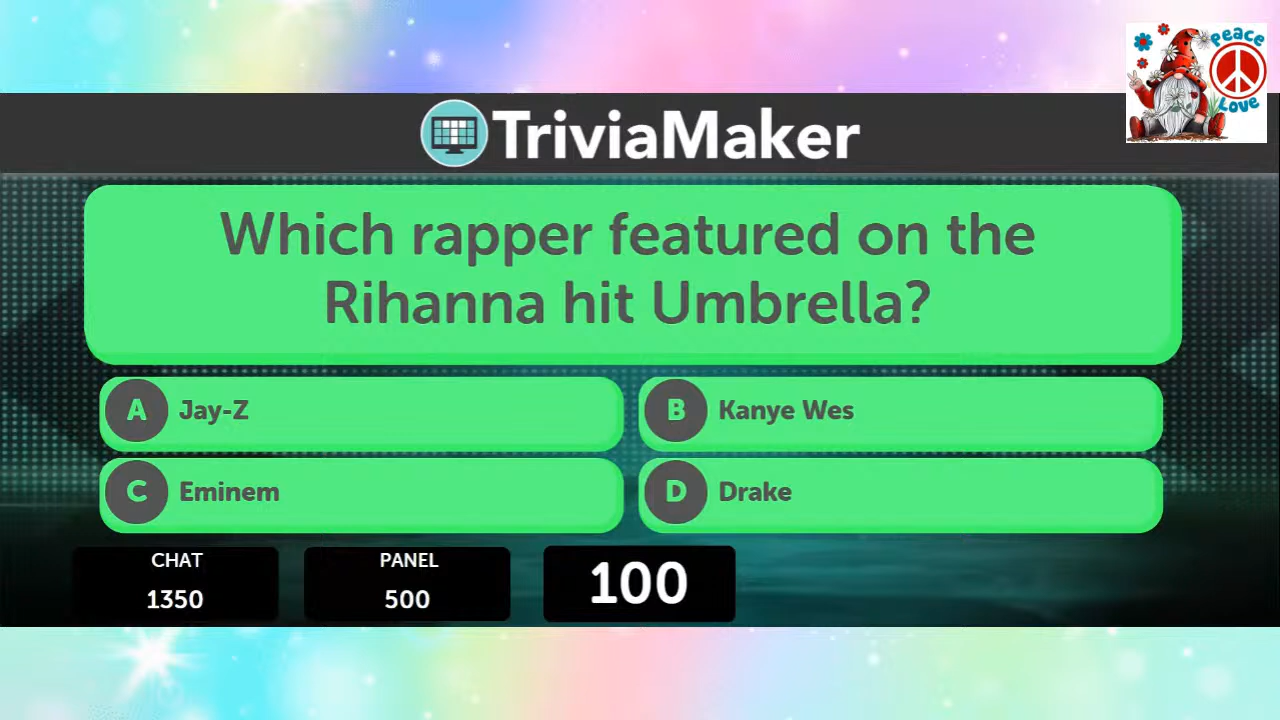 Peace
Love
TriviaMaker
Which rapper featured on the
Rihanna hit Umbrella?
A Jay-Z
B Kanye Wes
C Eminem
D Drake
CHAT
1350
PANEL
500
100